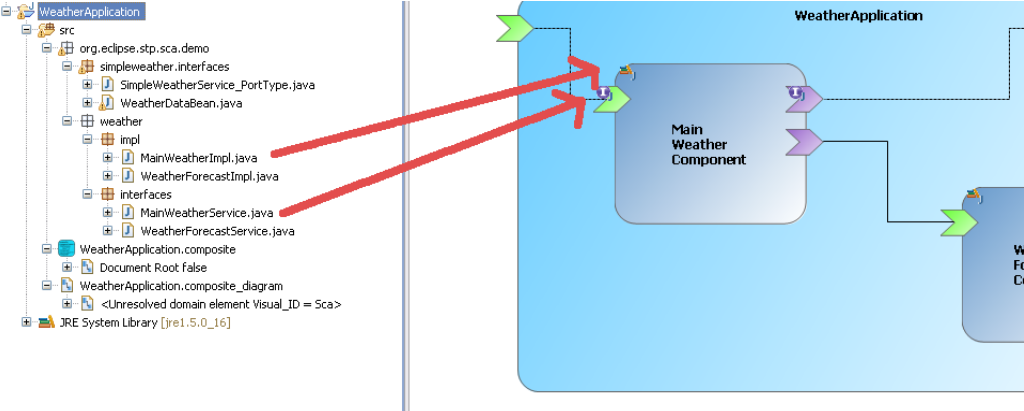 WeatherApplication
src
org.eclipse.stp.sca.demo
simpleweather.interfaces
SimpleWeatherService_PortType.java
WeatherDataBean.java
weather
impl
MainWeatherImpl.java
WeatherForecastImpl.java
interfaces
MainWeatherService.java
WeatherForecastService.java
WeatherApplication.composite
Document Root false
WeatherApplication.composite_diagram
<Unresolved domain element Visual_ID = Sca>
JRE System Library [jre1.5.0_16]
WeatherApplication
Main
Weather
Component